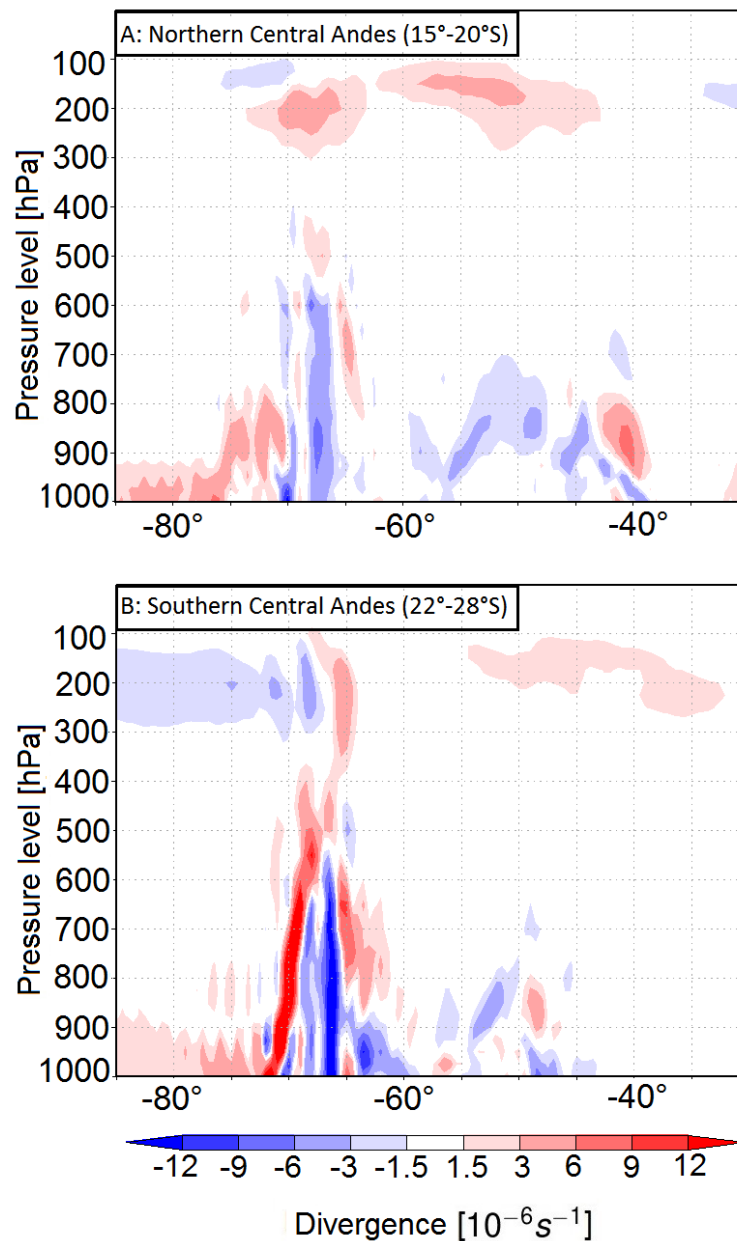 A: Northern Central Andes (15°-20°S)
100
200
300
400
500
600
700
800
900
1000
Pressure level [hPa]
-80° -60° -40°
B: Southern Central Andes (22°-28°S)
100
200
300
400
500
600
700
800
900
1000
Pressure level [hPa]
-80° -60° -40°
-12 -9 -6 -3 -1.5 1.5 3 6 9 12
Divergence [10⁻⁶s⁻¹]